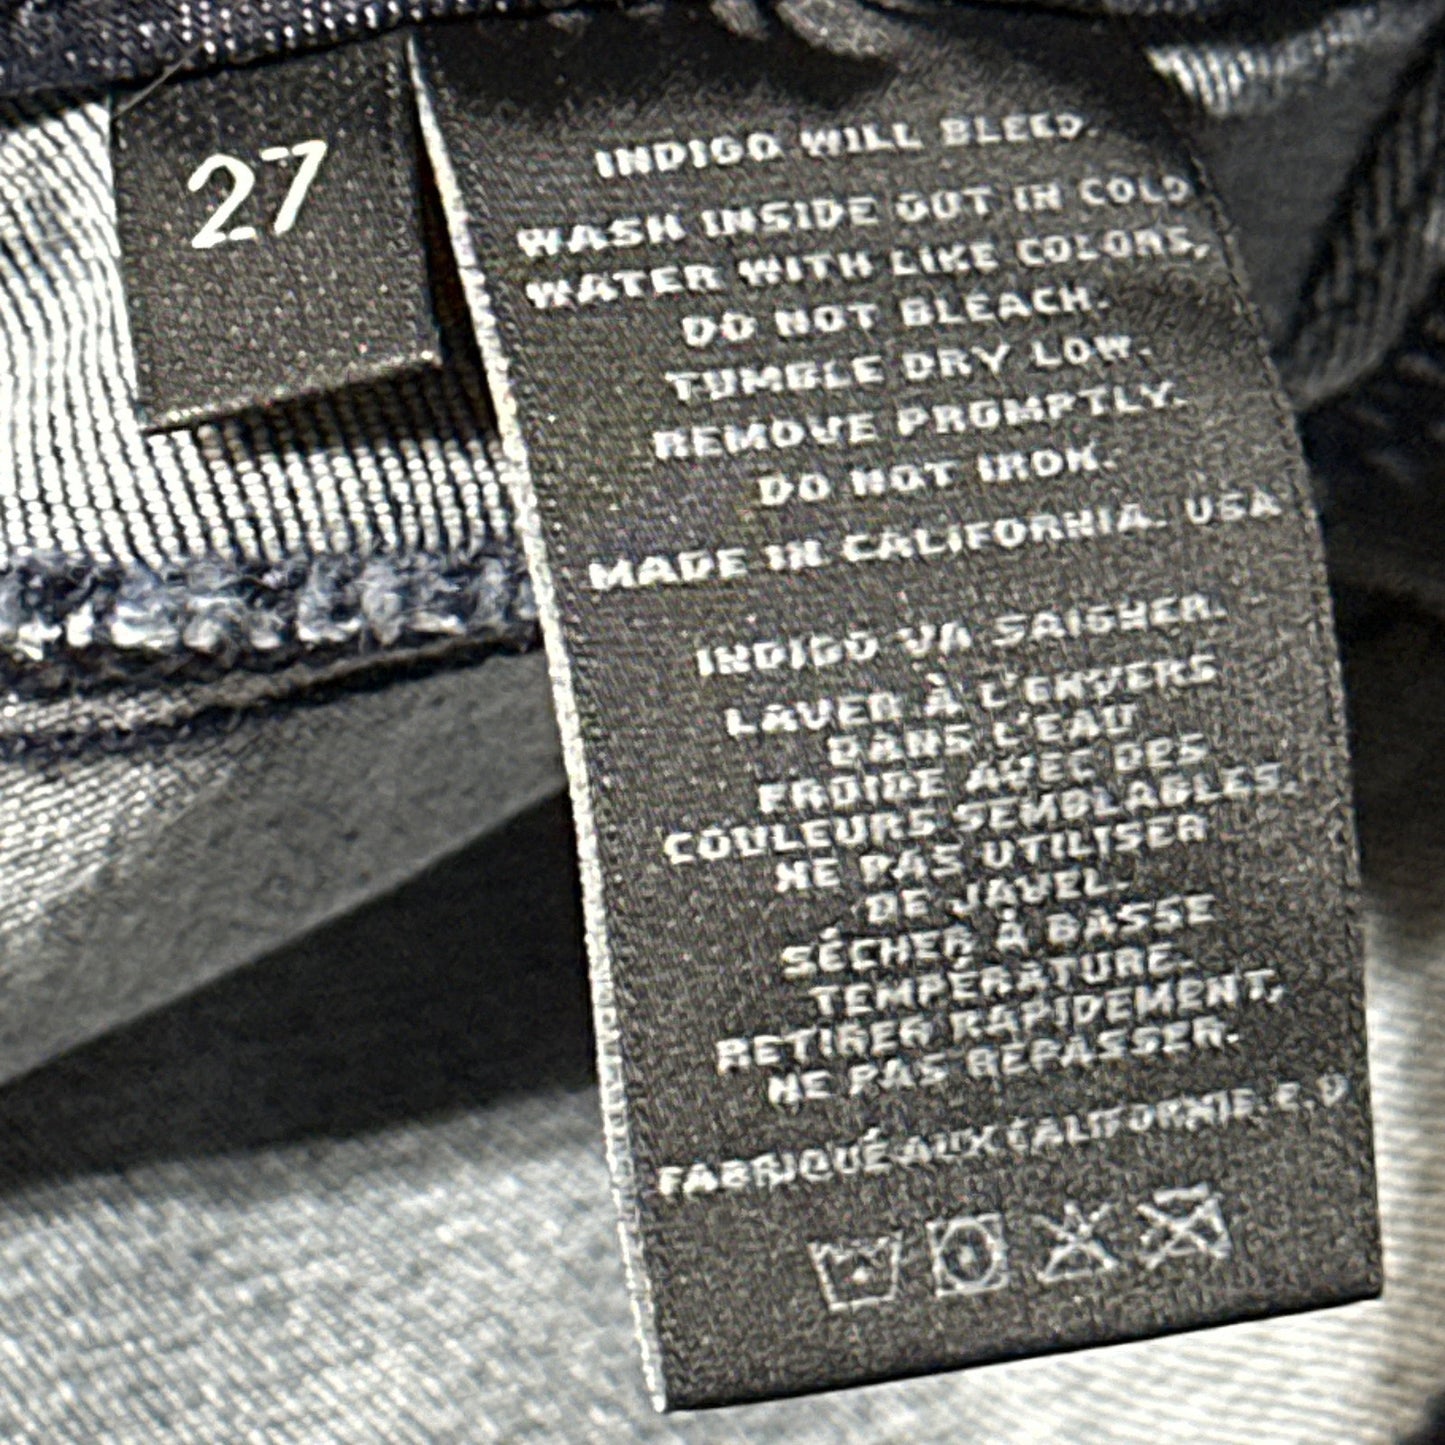 27
INDIGO WILL BLEED.
WASH INSIDE OUT IN COLD
WATER WITH LIKE COLORS,
DO NOT BLEACH.
TUMBLE DRY LOW.
REMOVE PROMPTLY.
DO NOT IRON.
MADE IN CALIFORNIA. USA
INDIGO VA SAIGNER.
LAVER À L'ENVERS
DANS L'EAU
FROIDE AVEC DES
COULEURS SEMBLABLES.
NE PAS UTILISER
DE JAVEL.
SÉCHER À BASSE
TEMPÉRATURE.
RETIRER RAPIDEMENT,
NE PAS REPASSER.
FABRIQUÉ AUX CALIFORNIE. E.U